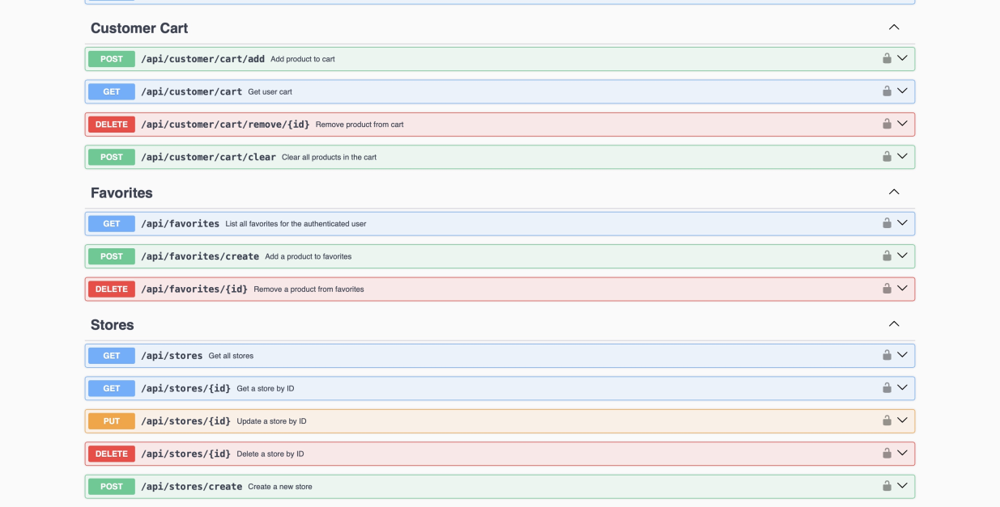 Customer Cart
POST /api/customer/cart/add Add product to cart
GET /api/customer/cart Get user cart
DELETE /api/customer/cart/remove/{id} Remove product from cart
POST /api/customer/cart/clear Clear all products in the cart
Favorites
GET /api/favorites List all favorites for the authenticated user
POST /api/favorites/create Add a product to favorites
DELETE /api/favorites/{id} Remove a product from favorites
Stores
GET /api/stores Get all stores
GET /api/stores/{id} Get a store by ID
PUT /api/stores/{id} Update a store by ID
DELETE /api/stores/{id} Delete a store by ID
POST /api/stores/create Create a new store